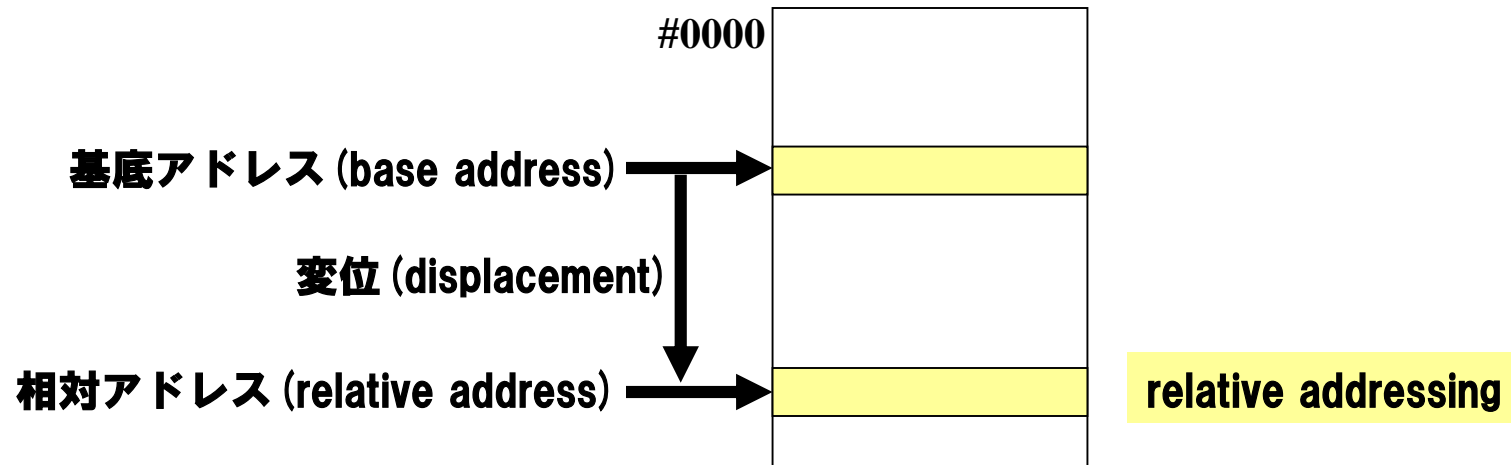 #0000
基底アドレス(base address)
変位(displacement)
相対アドレス(relative address)
relative addressing